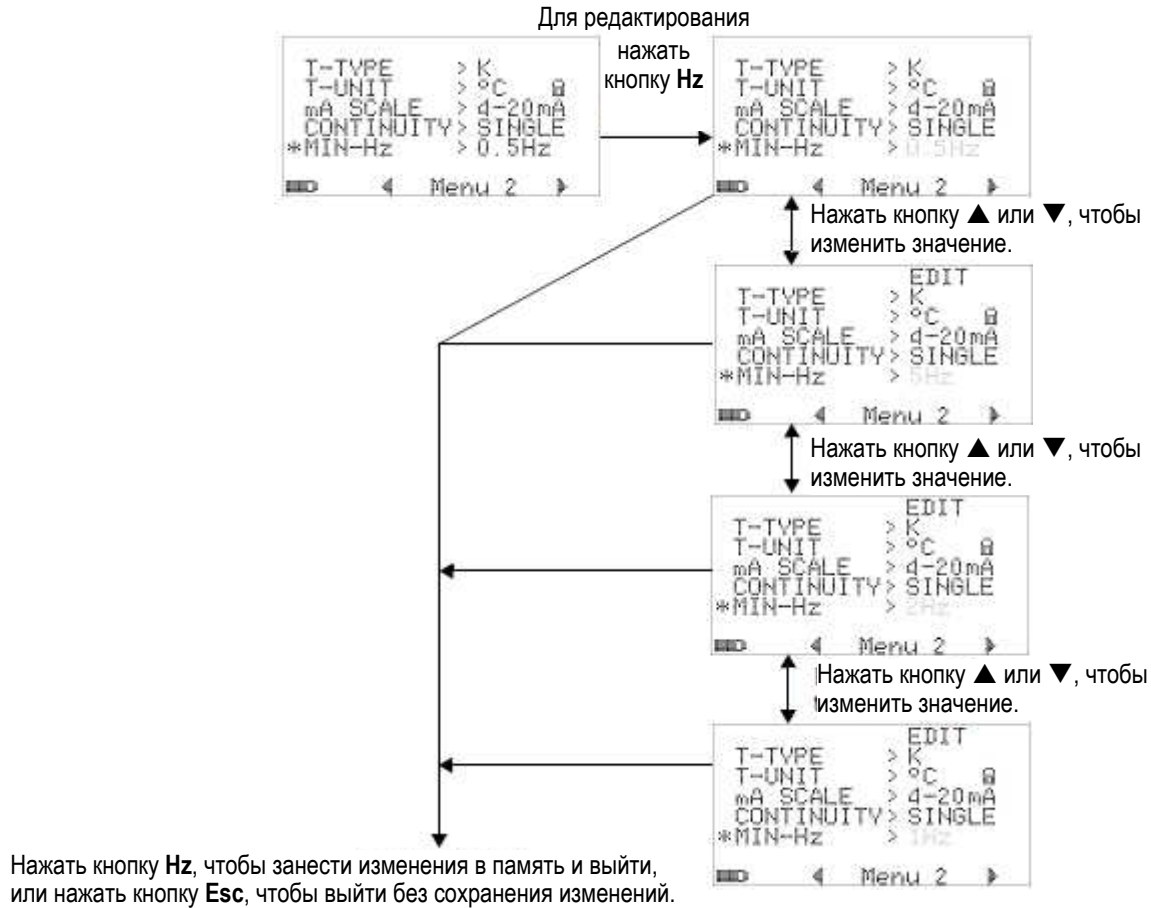 Для редактирования
нажать
кнопку Hz
T-TYPE > K
T-UNIT > °C
mA SCALE > 4-20mA
CONTINUITY> SINGLE
*MIN-Hz > 0.5Hz
Menu 2
T-TYPE > K
T-UNIT > °C
mA SCALE > 4-20mA
CONTINUITY> SINGLE
*MIN-Hz > 0.5Hz
Menu 2
Нажать кнопку ▲ или ▼, чтобы
изменить значение.
EDIT
T-TYPE > K
T-UNIT > °C
mA SCALE > 4-20mA
CONTINUITY> SINGLE
*MIN-Hz > 5Hz
Menu 2
Нажать кнопку ▲ или ▼, чтобы
изменить значение.
EDIT
T-TYPE > K
T-UNIT > °C
mA SCALE > 4-20mA
CONTINUITY> SINGLE
*MIN-Hz > 2Hz
Menu 2
Нажать кнопку ▲ или ▼, чтобы
изменить значение.
EDIT
T-TYPE > K
T-UNIT > °C
mA SCALE > 4-20mA
CONTINUITY> SINGLE
*MIN-Hz > 1Hz
Menu 2
Нажать кнопку Hz, чтобы занести изменения в память и выйти,
или нажать кнопку Esc, чтобы выйти без сохранения изменений.